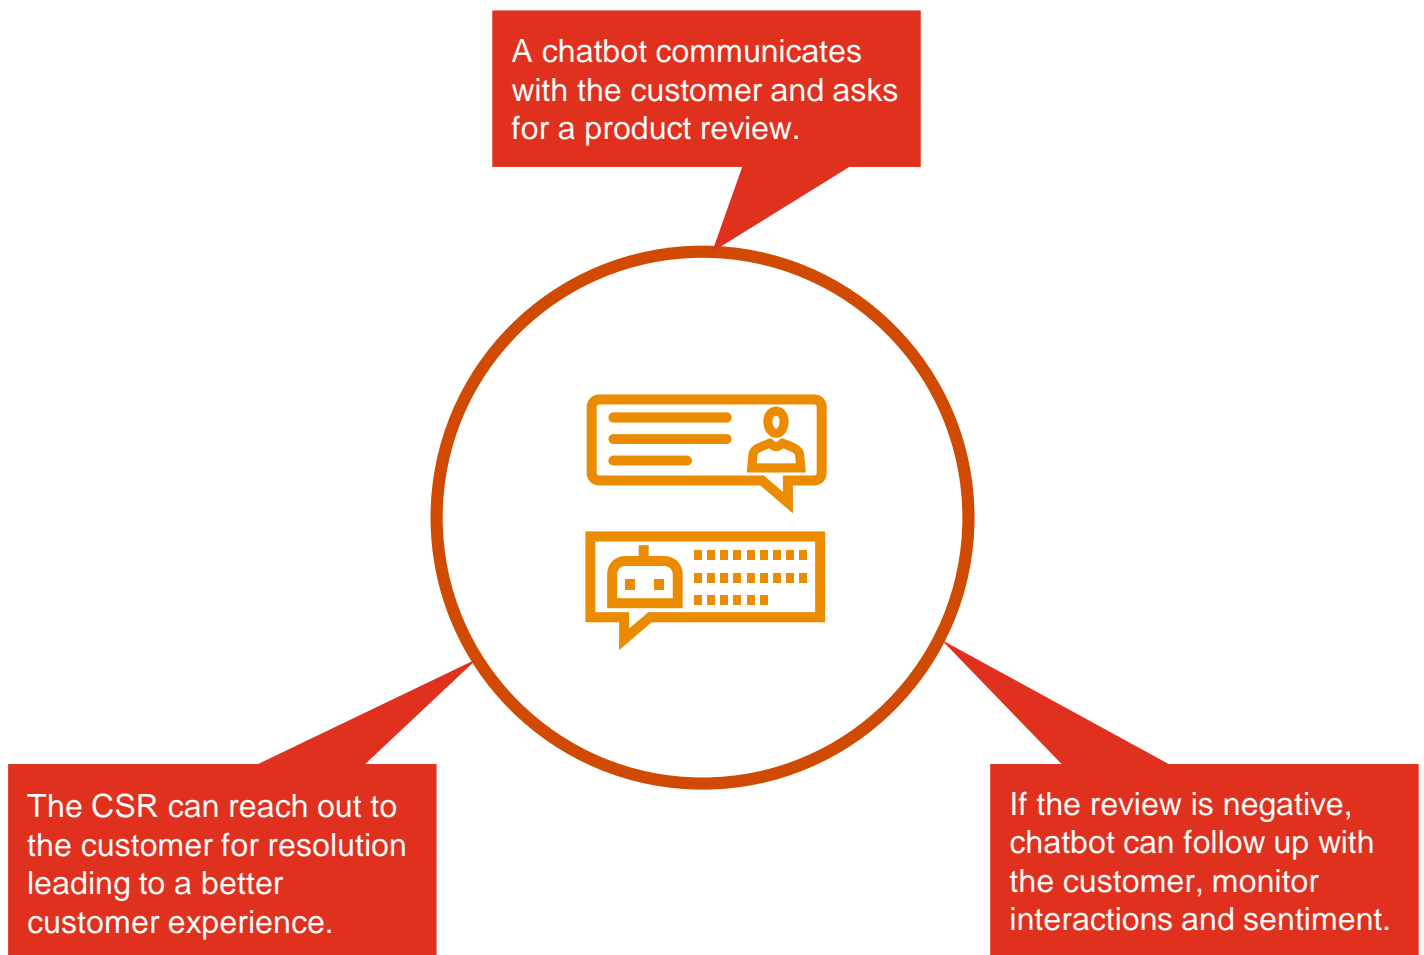 A chatbot communicates
with the customer and asks
for a product review.
The CSR can reach out to
the customer for resolution
leading to a better
customer experience.
If the review is negative,
chatbot can follow up with
the customer, monitor
interactions and sentiment.